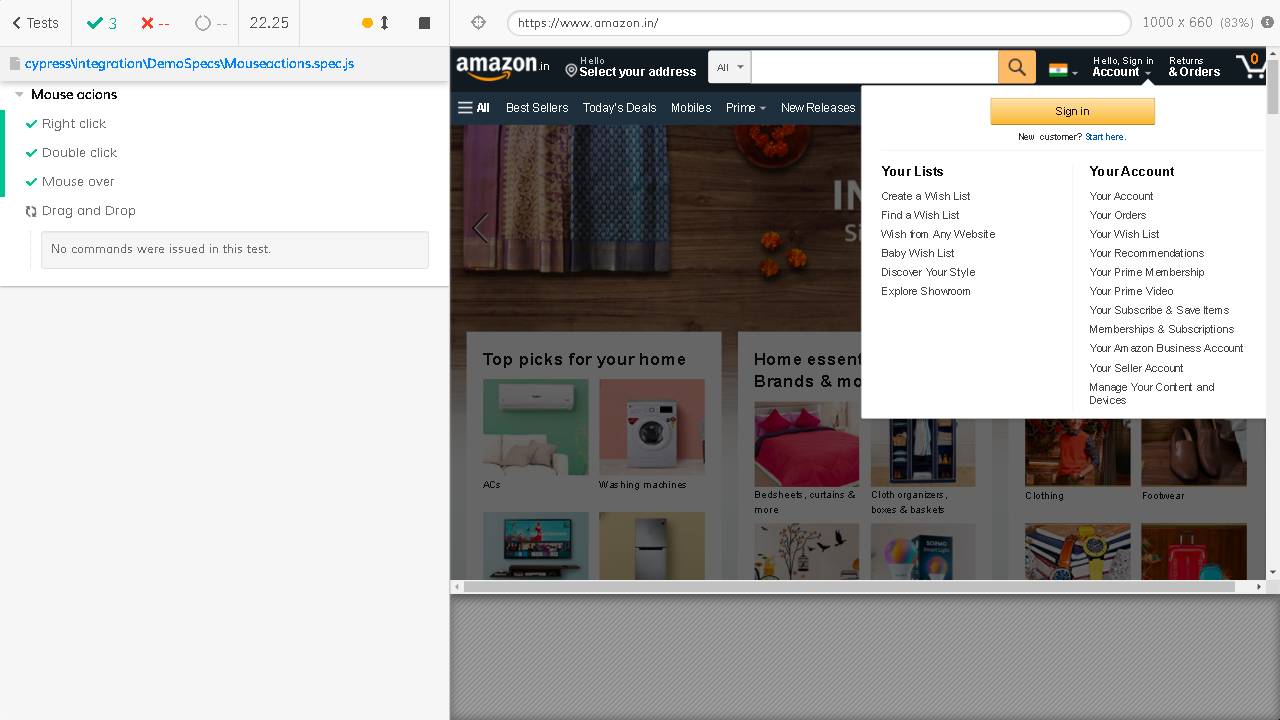 Tests
3
--
--
22.25
https://www.amazon.in/
1000 x 660 (83%)
cypress\integration\DemoSpecs\Mouseactions.spec.js
Mouse acions
Right click
Double click
Mouse over
Drag and Drop
No commands were issued in this test.
amazon.in
Hello
Select your address
All
Hello, Sign in
Account
Returns
& Orders
0
All
Best Sellers
Today's Deals
Mobiles
Prime
New Releases
Sign in
New customer? Start here.
Your Lists
Create a Wish List
Find a Wish List
Wish from Any Website
Baby Wish List
Discover Your Style
Explore Showroom
Your Account
Your Account
Your Orders
Your Wish List
Your Recommendations
Your Prime Membership
Your Prime Video
Your Subscribe & Save Items
Memberships & Subscriptions
Your Amazon Business Account
Your Seller Account
Manage Your Content and
Devices
Top picks for your home
ACs
Washing machines
Home essent
Brands & mo
Bedsheets, curtains &
more
Cloth organizers,
boxes & baskets
Clothing
Footwear